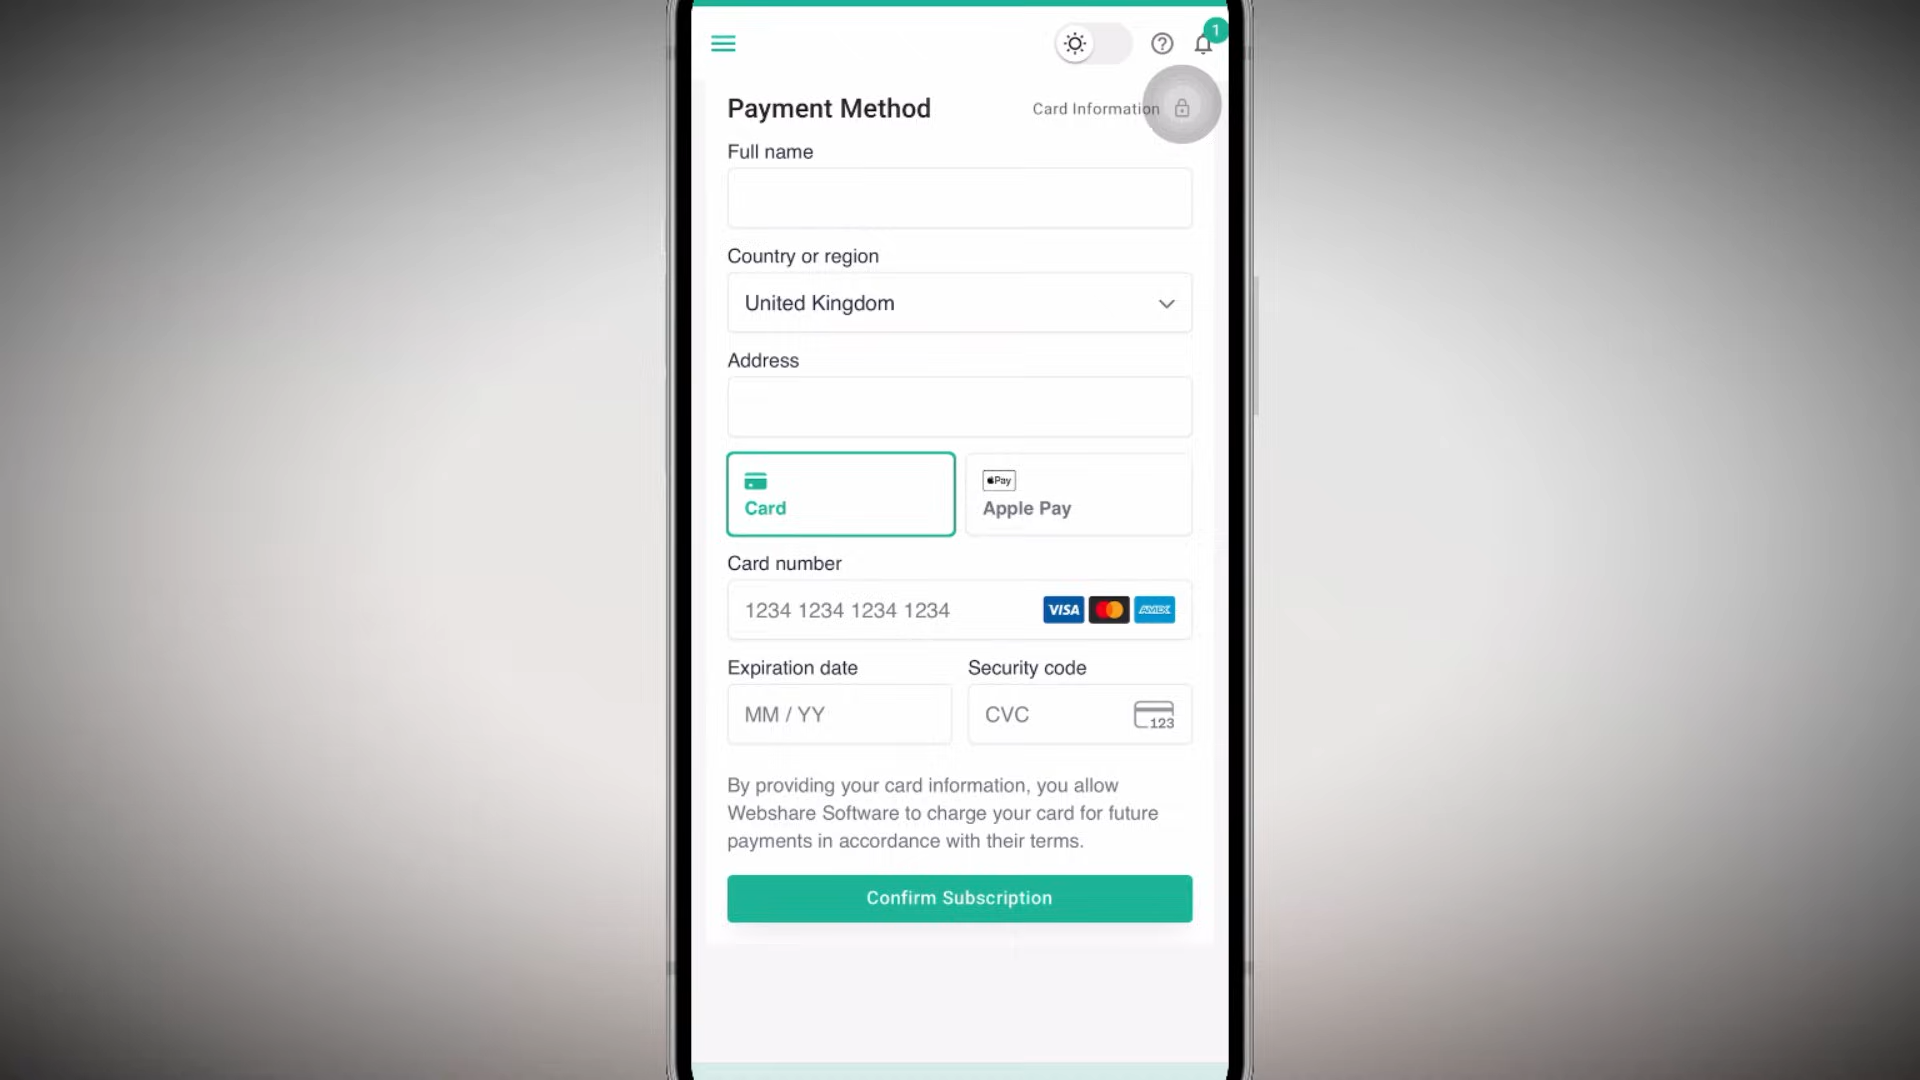 1
Payment Method
Card Information
Full name
Country or region
United Kingdom
Address
Pay
Card
Apple Pay
Card number
1234 1234 1234 1234
VISA
AMEX
Expiration date
Security code
MM / YY
CVC
123
By providing your card information, you allow
Webshare Software to charge your card for future
payments in accordance with their terms.
Confirm Subscription